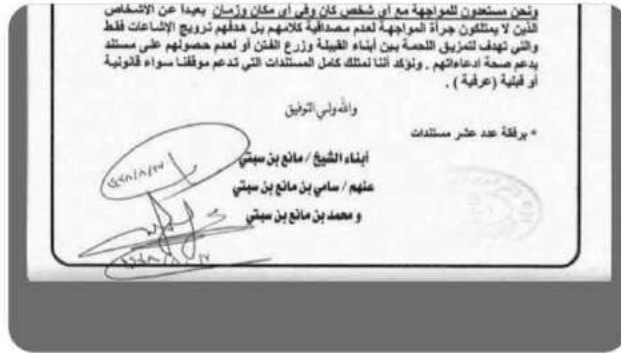 ونحن مستعدون للمواجهة مع أي شخص كان وفي أي مكان وزمان بعيداً عن الأشخاص
الذين لا يمتلكون جرأة المواجهة لعدم مصداقية كلامهم بل هدفهم ترويج الإشاعات فقط
والتي تهدف لتمزيق اللحمة بين أبناء القبيلة وزرع الفتن أو لعدم حصولهم على مستند
يدعم صحة ادعاءاتهم . ونؤكد أننا نمتلك كامل المستندات التي تدعم موقفنا سواء قانونية
أو قبلية (عرفية ) .
والله ولي التوفيق
* برفقة عدد عشر مستندات
أبناء الشيخ / مانع بن سبتي
عنهم / سامي بن مانع بن سبتي
و محمد بن مانع بن سبتي